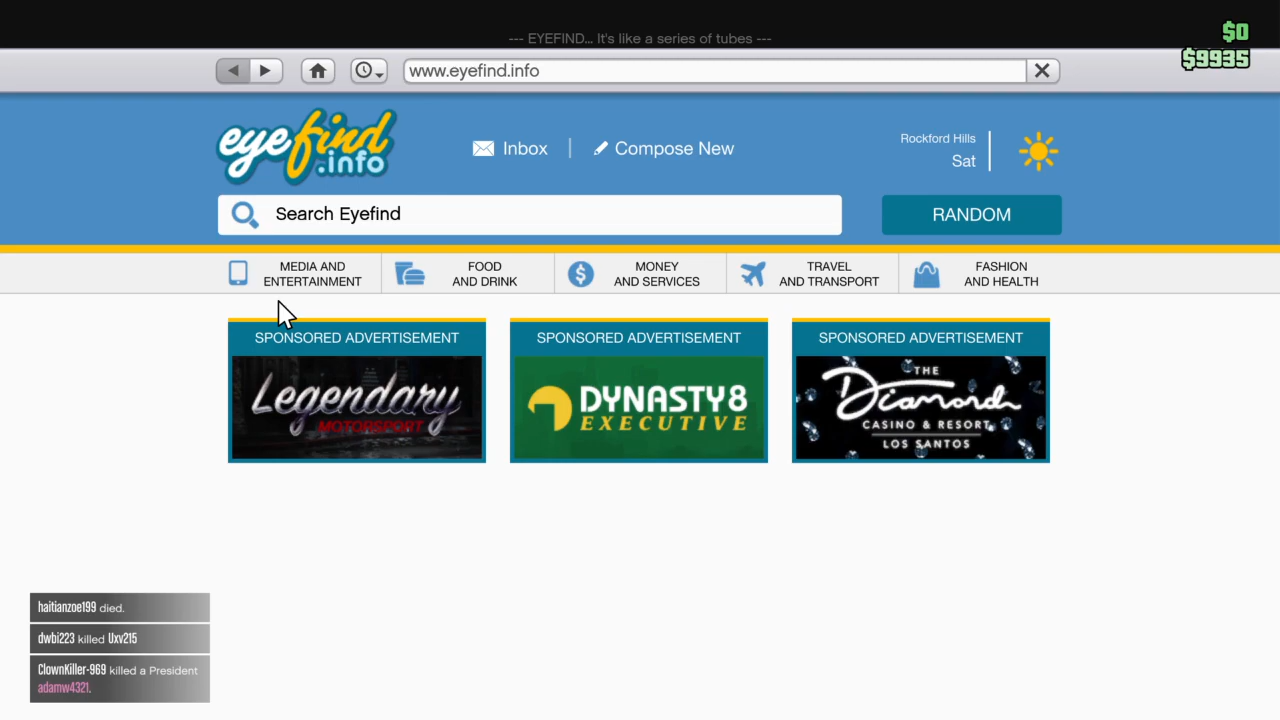 --- EYEFIND... It's like a series of tubes ---
$0
$9935
www.eyefind.info
eyefind
.info
Inbox
Compose New
Rockford Hills
Sat
Search Eyefind
RANDOM
MEDIA AND
ENTERTAINMENT
FOOD
AND DRINK
MONEY
AND SERVICES
TRAVEL
AND TRANSPORT
FASHION
AND HEALTH
SPONSORED ADVERTISEMENT
Legendary
MOTORSPORT
SPONSORED ADVERTISEMENT
DYNASTY8
EXECUTIVE
SPONSORED ADVERTISEMENT
THE
Diamond
CASINO & RESORT
LOS SANTOS
haitianzoe199 died.
dwbi223 killed Uxv215
ClownKiller-969 killed a President
adamw4321.